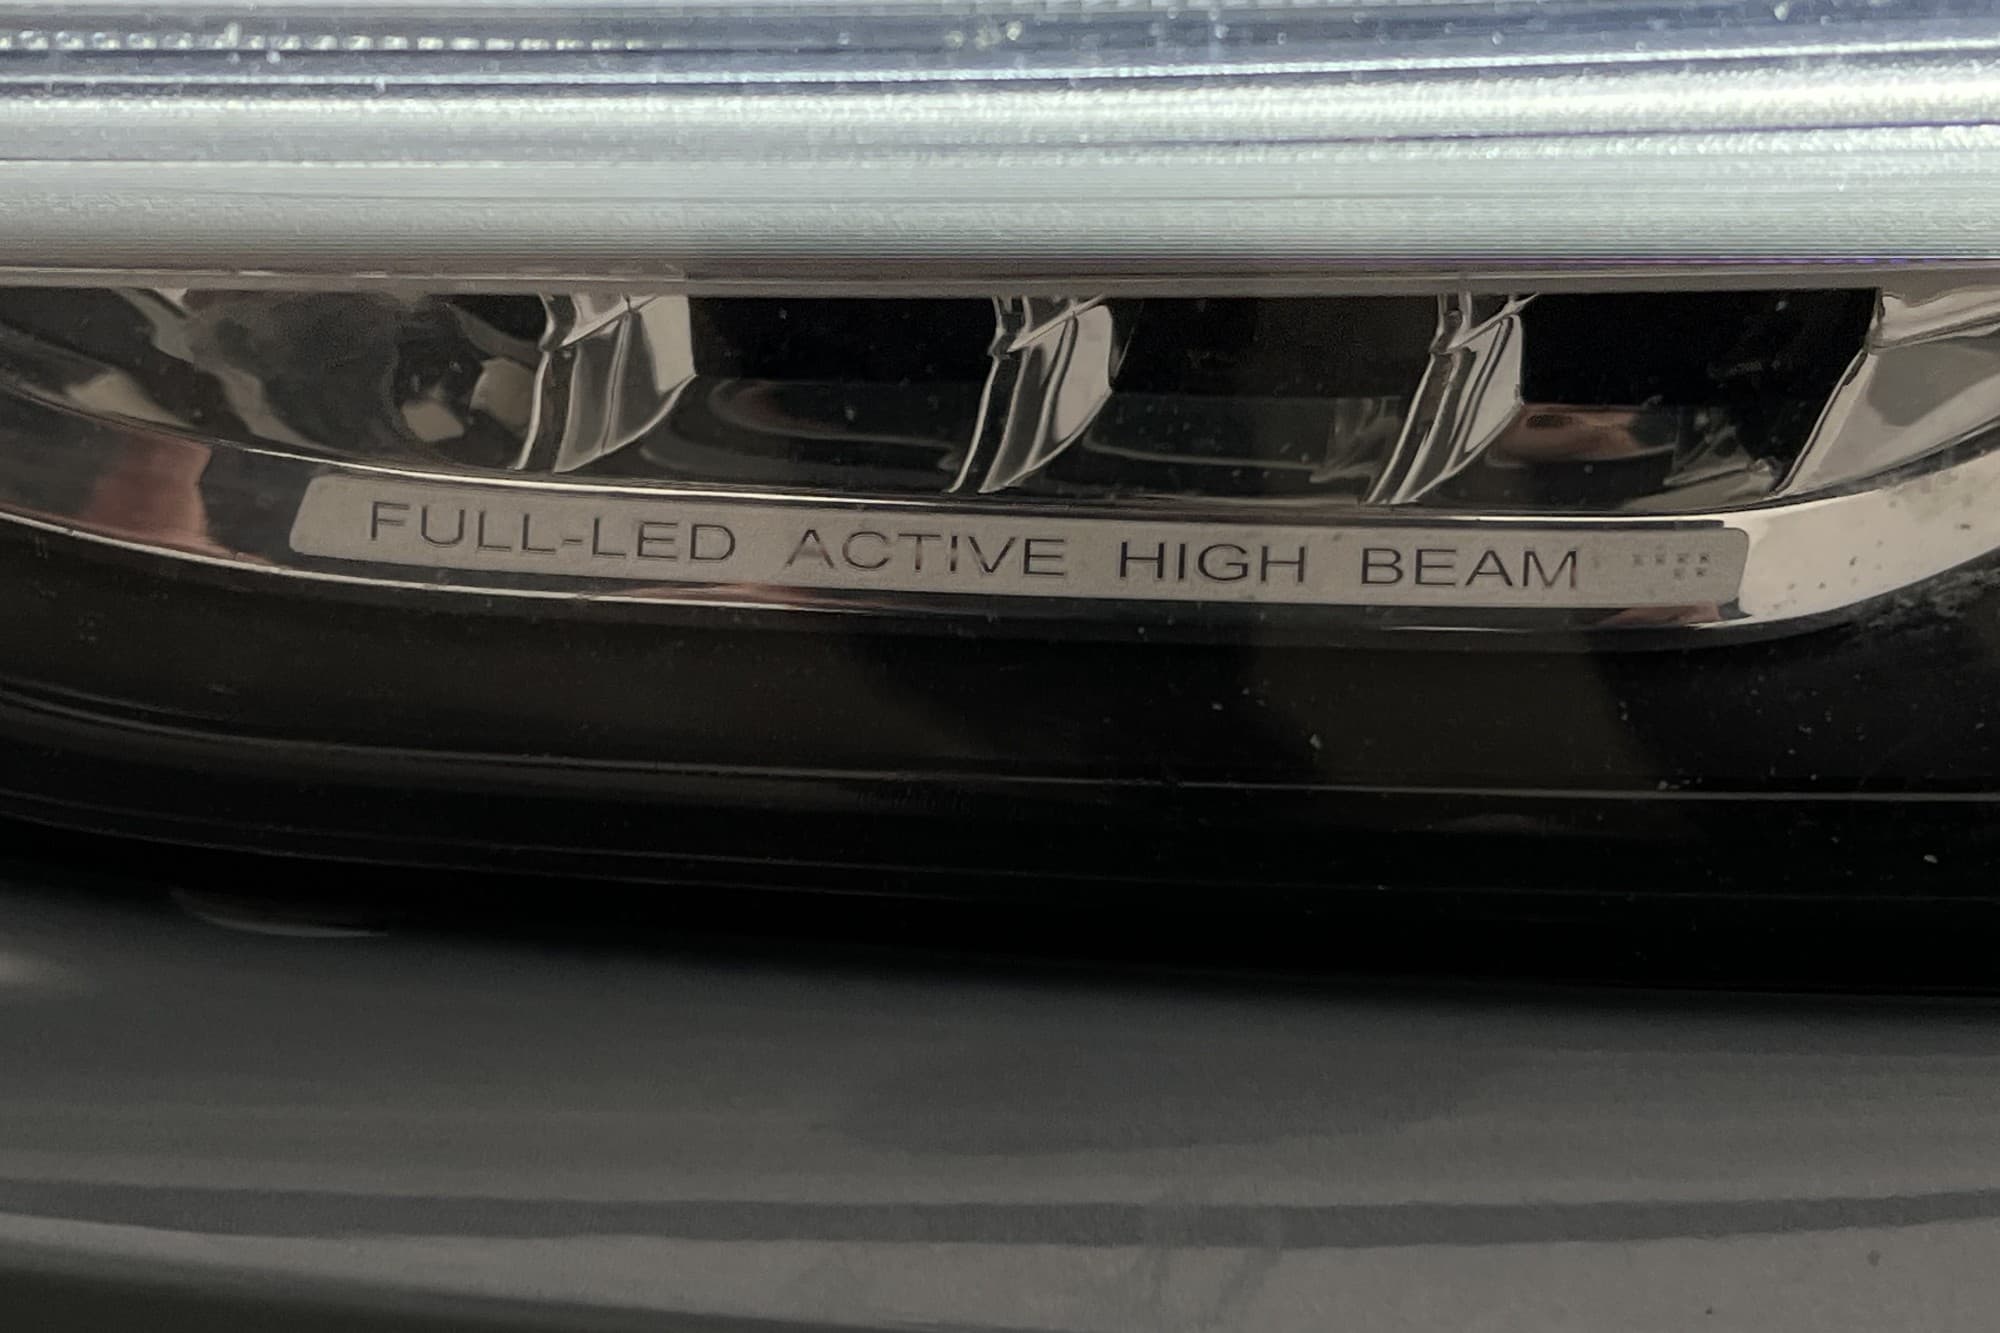 FULL-LED ACTIVE HIGH BEAM